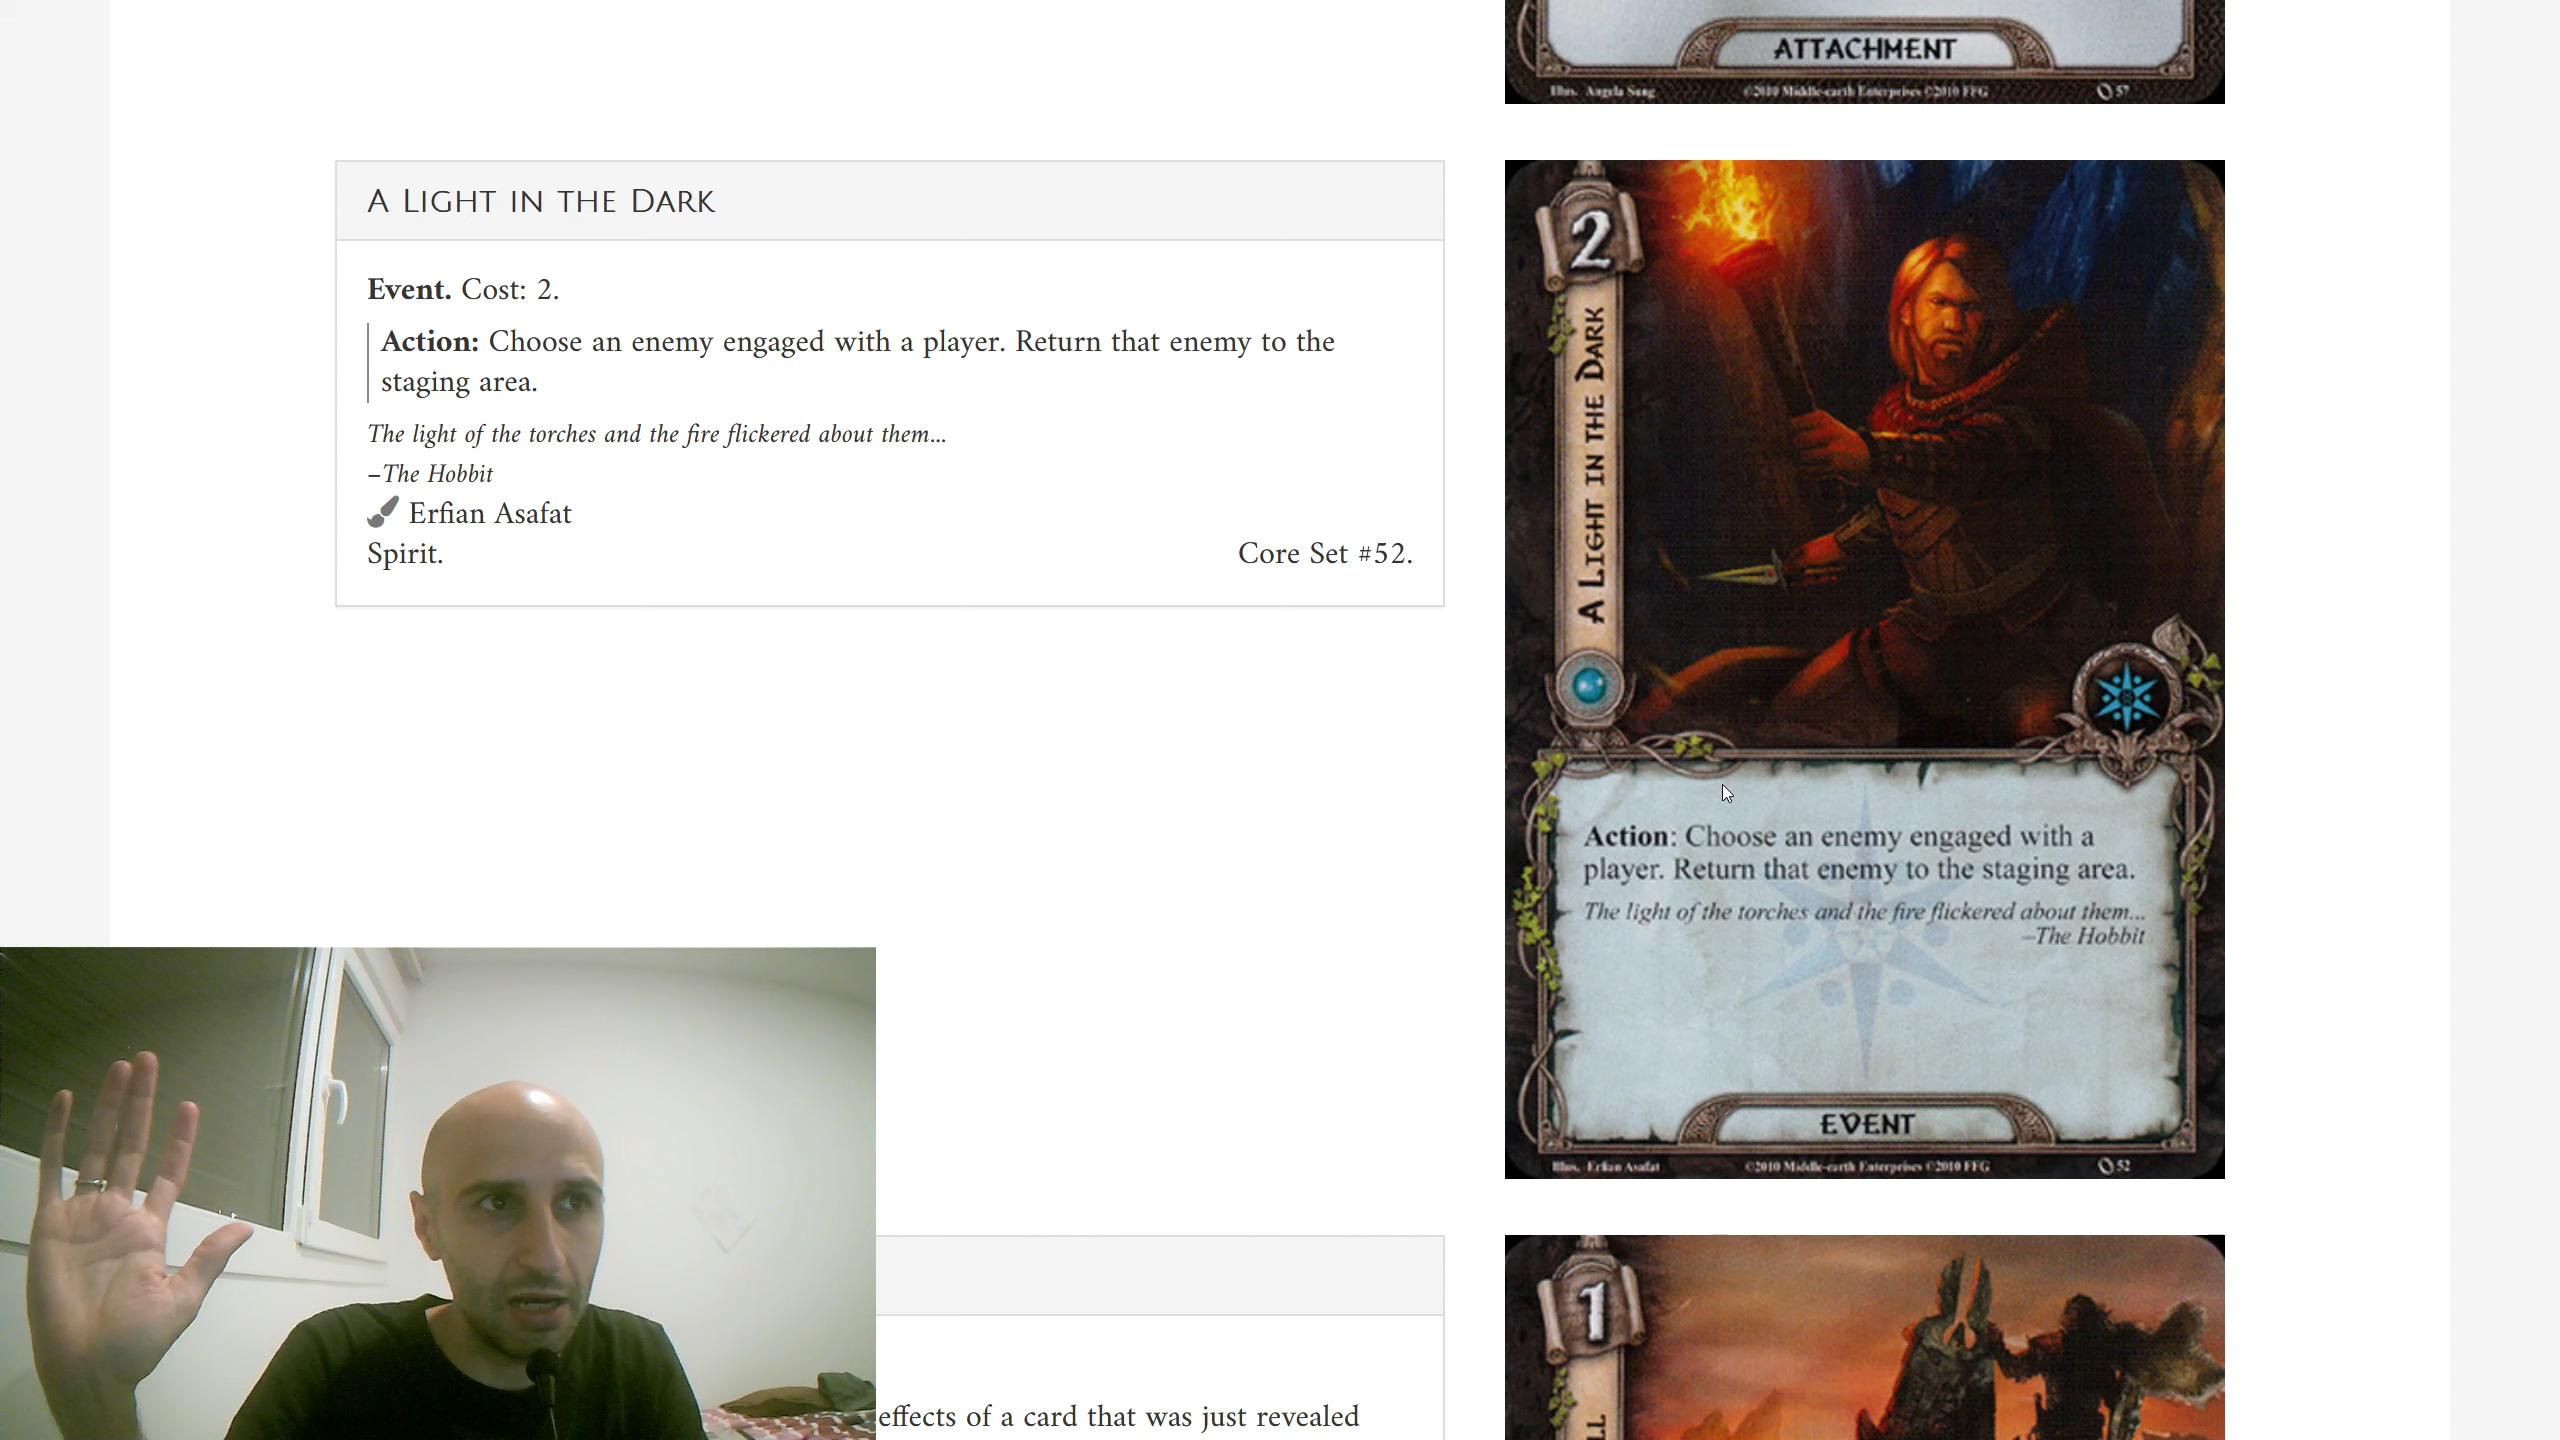 ATTACHMENT
Illus. Angela Sung ©2010 Middle-earth Enterprises ©2010 FFG 57
A Light in the Dark
Event. Cost: 2.
Action: Choose an enemy engaged with a player. Return that enemy to the
staging area.
The light of the torches and the fire flickered about them...
–The Hobbit
Erfian Asafat
Spirit. Core Set #52.
2
A Light in the Dark
Action: Choose an enemy engaged with a
player. Return that enemy to the staging area.
The light of the torches and the fire flickered about them...
–The Hobbit
EVENT
Illus. Erfian Asafat ©2010 Middle-earth Enterprises ©2010 FFG 52
1
LL
effects of a card that was just revealed